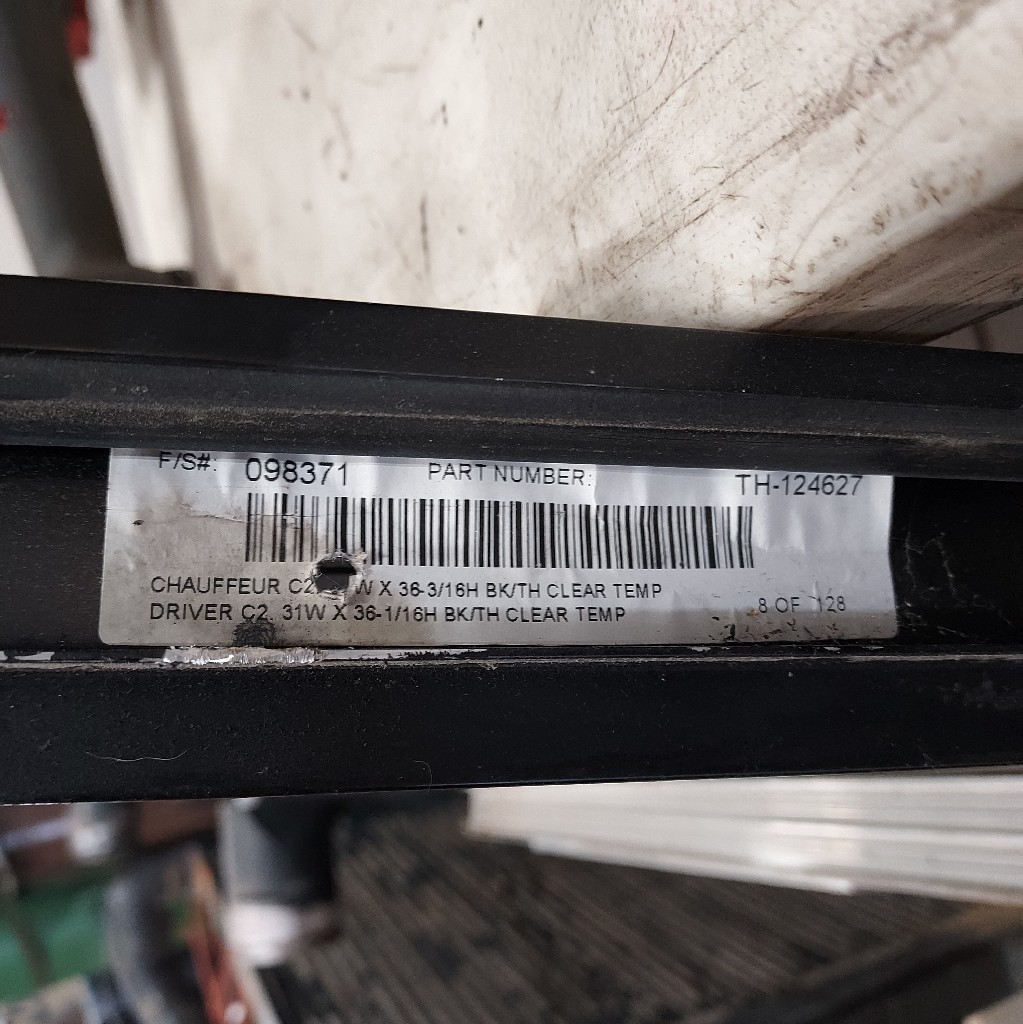 F/S#: 098371 PART NUMBER: TH-124627
CHAUFFEUR C2 W X 36-3/16H BK/TH CLEAR TEMP
DRIVER C2. 31W X 36-1/16H BK/TH CLEAR TEMP
8 OF 128